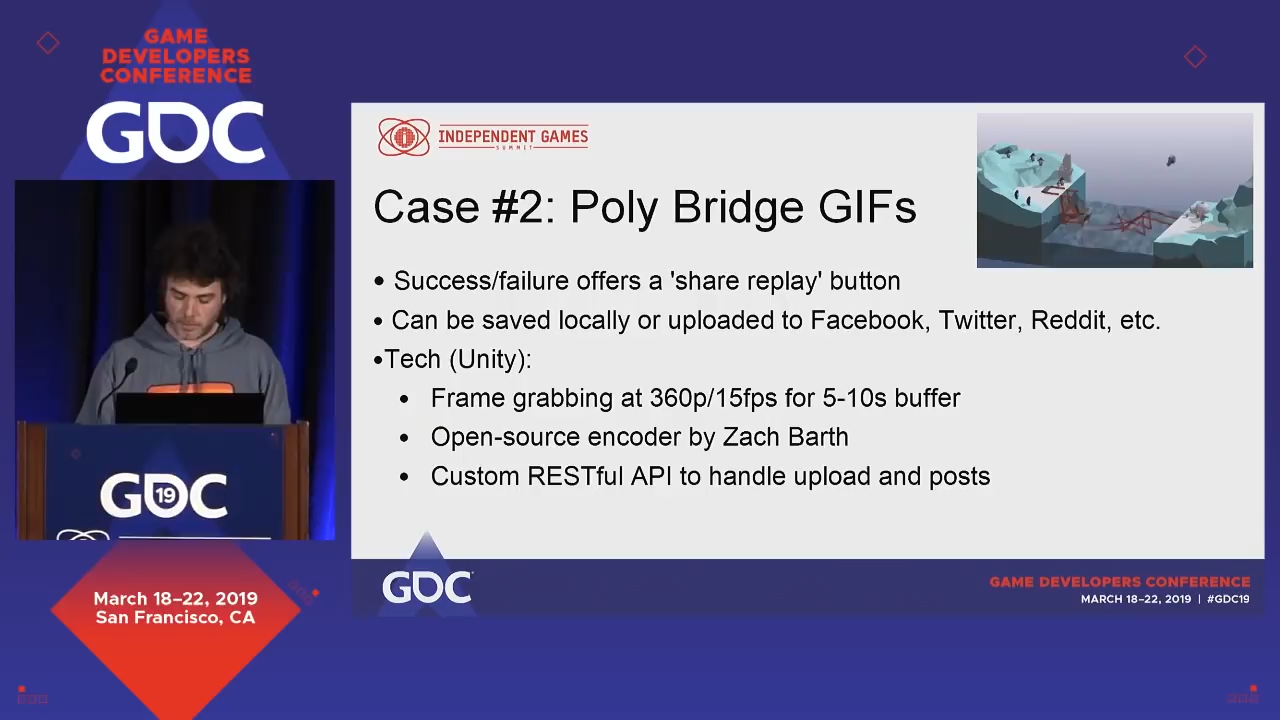 GAME
DEVELOPERS
CONFERENCE
GDC
INDEPENDENT GAMES
SUMMIT
Case #2: Poly Bridge GIFs
• Success/failure offers a 'share replay' button
• Can be saved locally or uploaded to Facebook, Twitter, Reddit, etc.
•Tech (Unity):
• Frame grabbing at 360p/15fps for 5-10s buffer
• Open-source encoder by Zach Barth
• Custom RESTful API to handle upload and posts
GDC 19
March 18–22, 2019
San Francisco, CA
GDC
GAME DEVELOPERS CONFERENCE
MARCH 18–22, 2019 | #GDC19